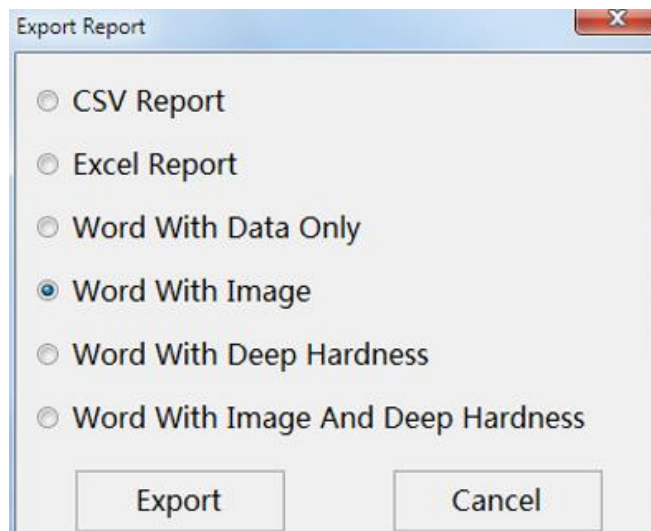 Export Report
CSV Report
Excel Report
Word With Data Only
Word With Image
Word With Deep Hardness
Word With Image And Deep Hardness
Export Cancel